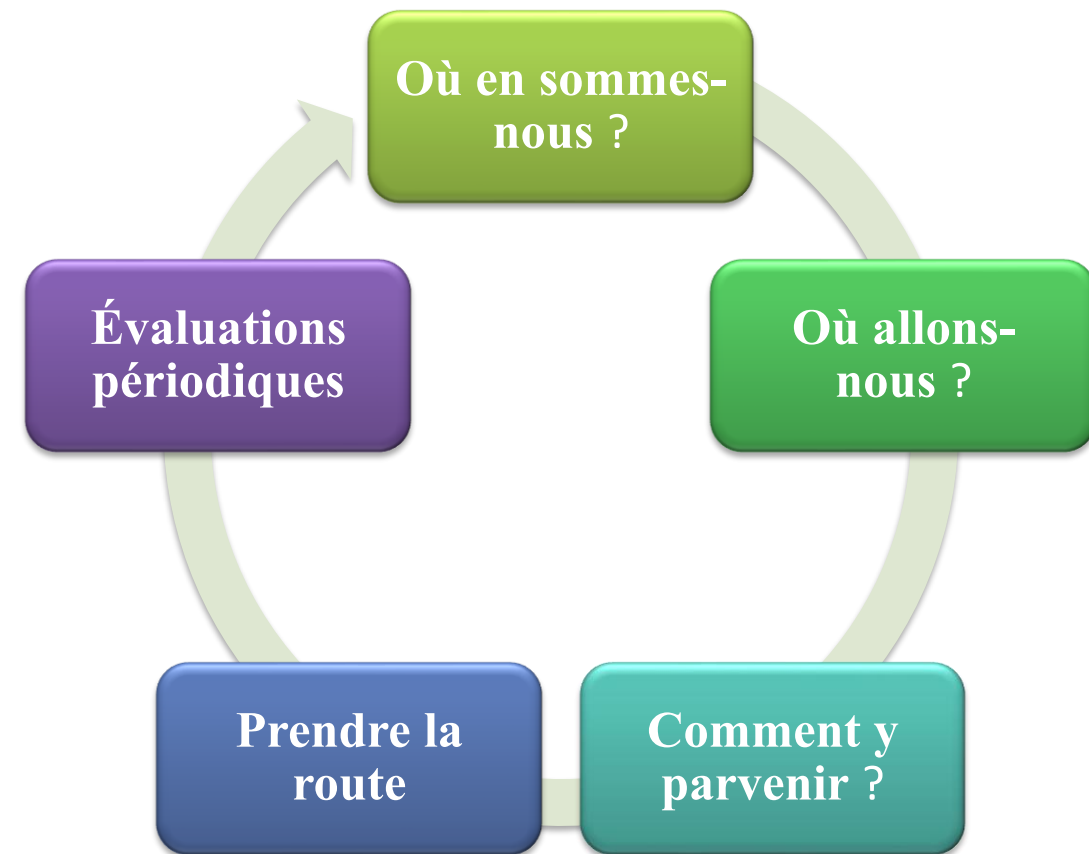 Où en sommes-
nous ?
Où allons-
nous ?
Comment y
parvenir ?
Prendre la
route
Évaluations
périodiques